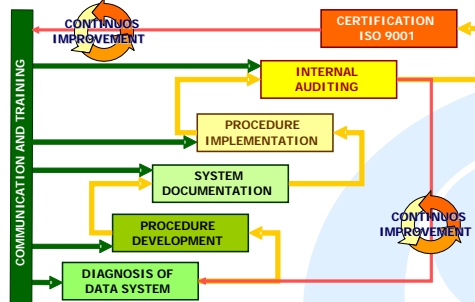 CONTINUOS
IMPROVEMENT
CERTIFICATION
ISO 9001
INTERNAL
AUDITING
PROCEDURE
IMPLEMENTATION
SYSTEM
DOCUMENTATION
PROCEDURE
DEVELOPMENT
DIAGNOSIS OF
DATA SYSTEM
COMMUNICATION AND TRAINING
CONTINUOS
IMPROVEMENT